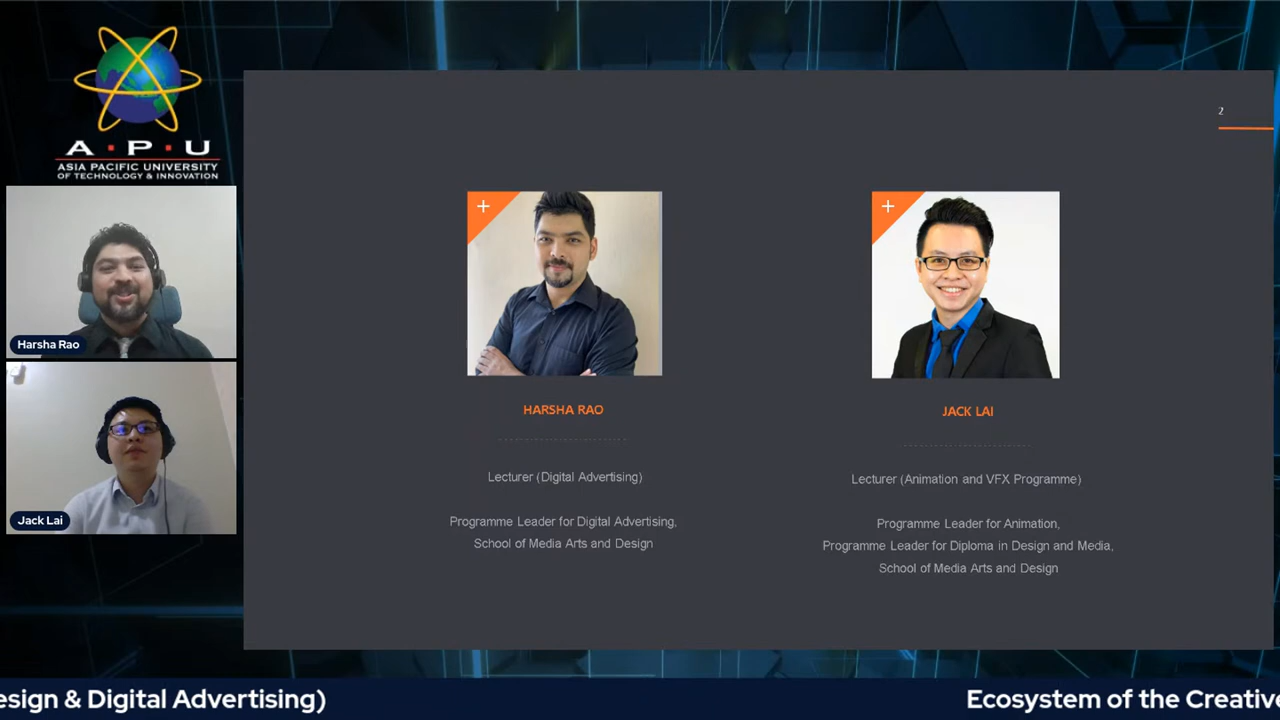 A·P·U
ASIA PACIFIC UNIVERSITY
OF TECHNOLOGY & INNOVATION
Harsha Rao
Jack Lai
2
HARSHA RAO
Lecturer (Digital Advertising)
Programme Leader for Digital Advertising,
School of Media Arts and Design
JACK LAI
Lecturer (Animation and VFX Programme)
Programme Leader for Animation,
Programme Leader for Diploma in Design and Media,
School of Media Arts and Design
esign & Digital Advertising)
Ecosystem of the Creative